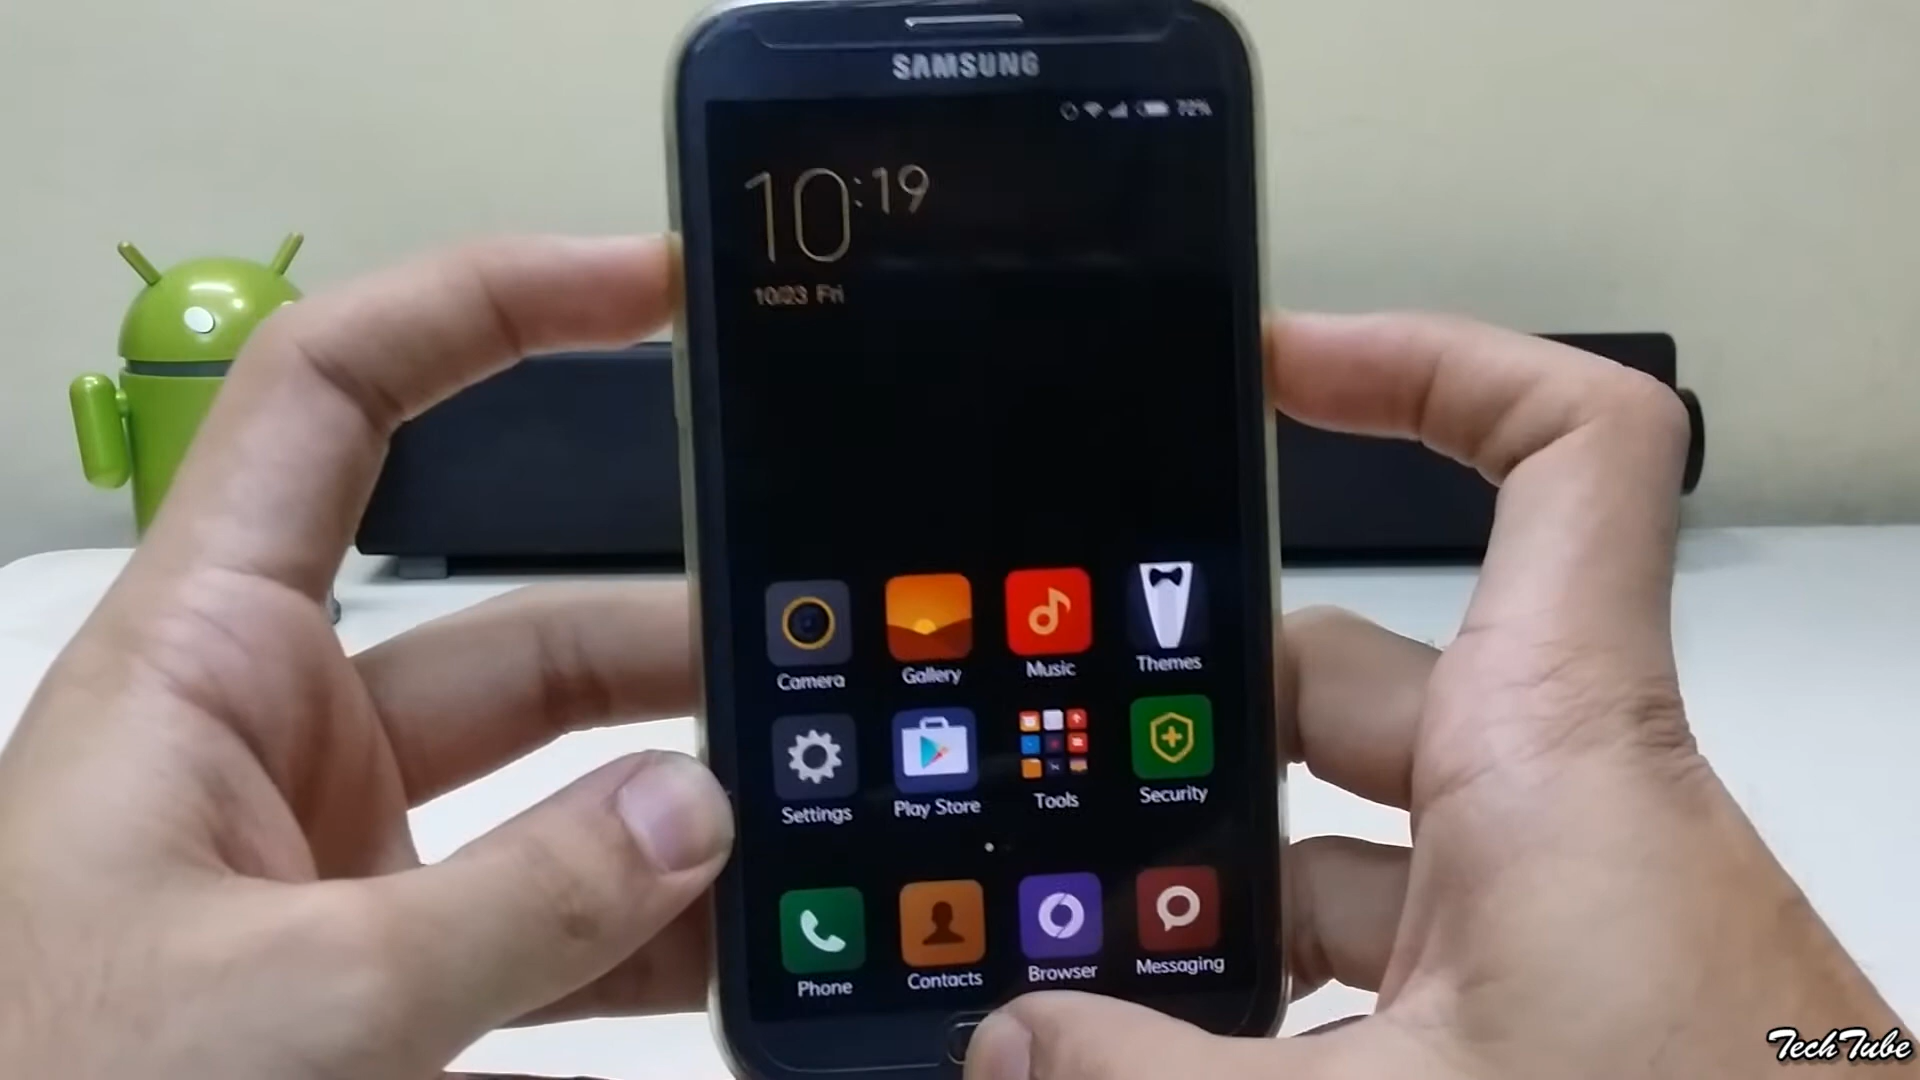 SAMSUNG
72%
10:19
10/23 Fri
Camera
Gallery
Music
Themes
Settings
Play Store
Tools
Security
Phone
Contacts
Browser
Messaging
TechTube